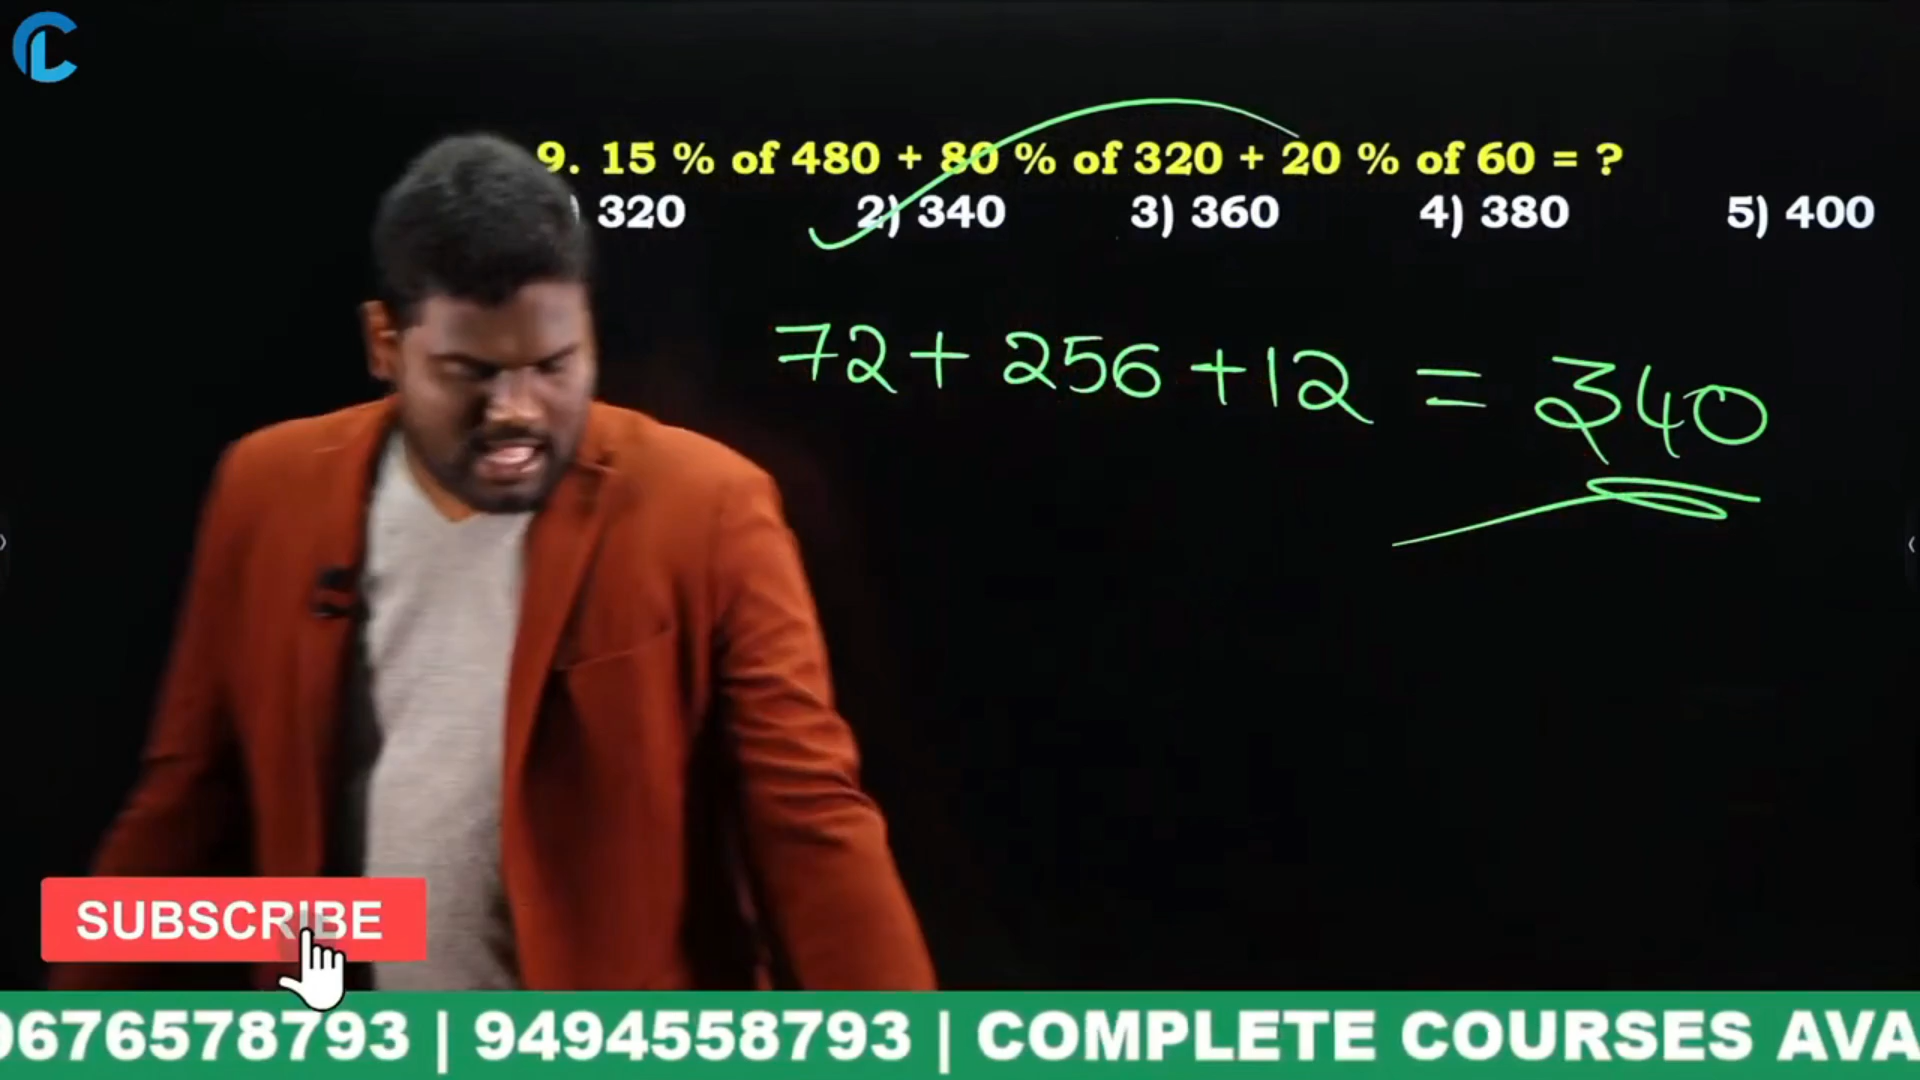 9. 15 % of 480 + 80 % of 320 + 20 % of 60 = ?
) 320 2) 340 3) 360 4) 380 5) 400
72 + 256 + 12 = 340
SUBSCRIBE
9676578793 | 9494558793 | COMPLETE COURSES AVA